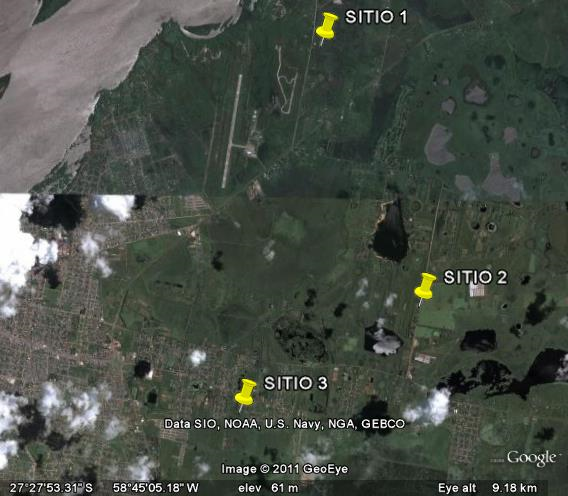 SITIO 1
SITIO 2
SITIO 3
Data SIO, NOAA, U.S. Navy, NGA, GEBCO
Image © 2011 GeoEye
Google
27°27'53.31" S 58°45'05.18" W elev 61 m Eye alt 9.18 km